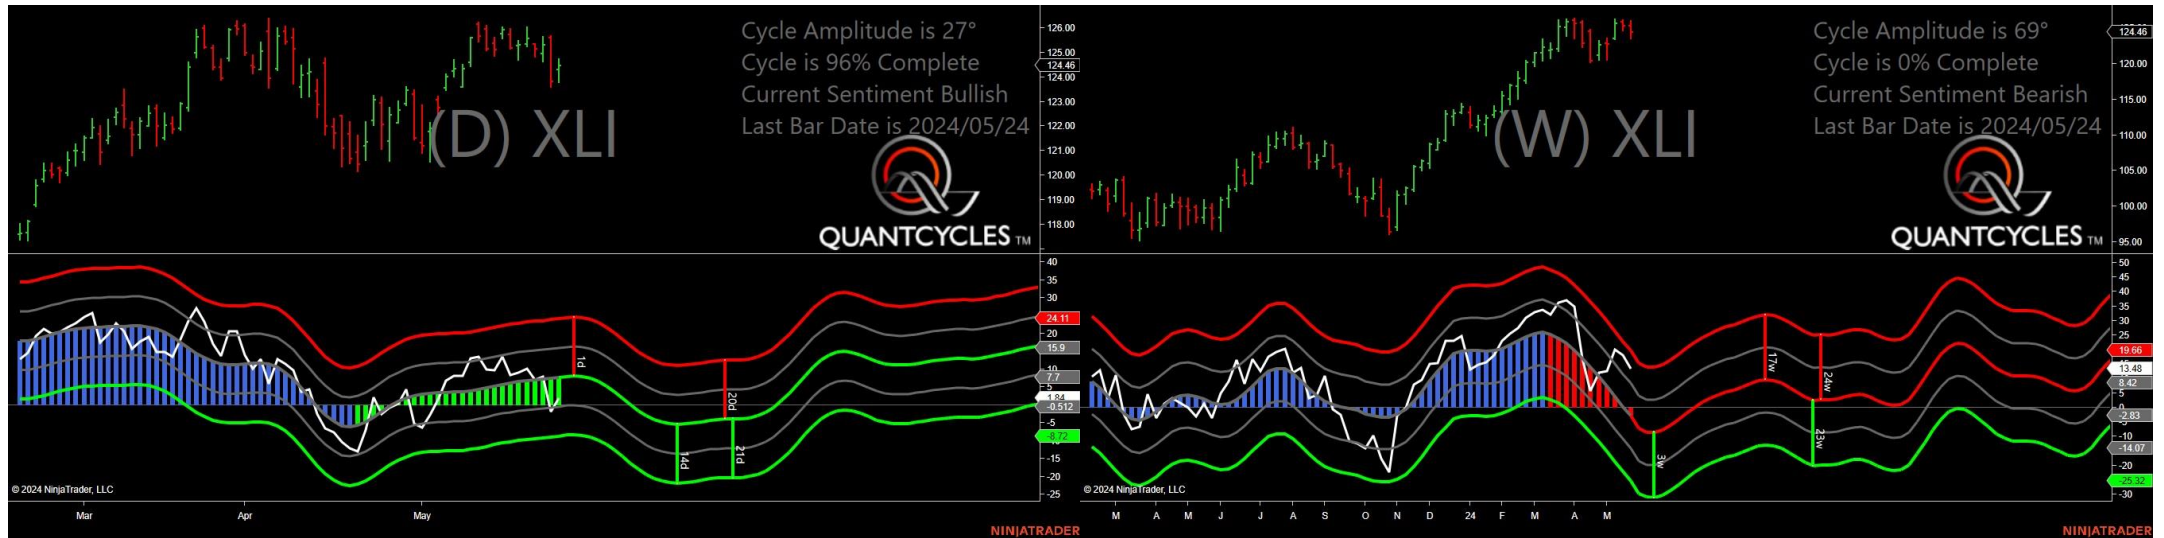 Cycle Amplitude is 27°
Cycle is 96% Complete
Current Sentiment Bullish
Last Bar Date is 2024/05/24
(D) XLI
QUANTCYCLES TM
126.00
125.00
124.46
124.00
123.00
122.00
121.00
120.00
119.00
118.00
40
35
30
24.11
20
15.9
10
7.7
5
1.84
-0.512
-5
-8.72
-15
-20
-25
1d
20d
14d
21d
© 2024 NinjaTrader, LLC
Mar Apr May
NINJATRADER
Cycle Amplitude is 69°
Cycle is 0% Complete
Current Sentiment Bearish
Last Bar Date is 2024/05/24
(W) XLI
QUANTCYCLES TM
124.46
120.00
115.00
110.00
105.00
100.00
95.00
50
45
40
35
30
25
19.66
13.48
8.42
5
0
-2.83
-5
-10
-14.07
-20
-25.32
-30
17w
24w
3w
23w
© 2024 NinjaTrader, LLC
M A M J J A S O N D 24 F M A M
NINJATRADER